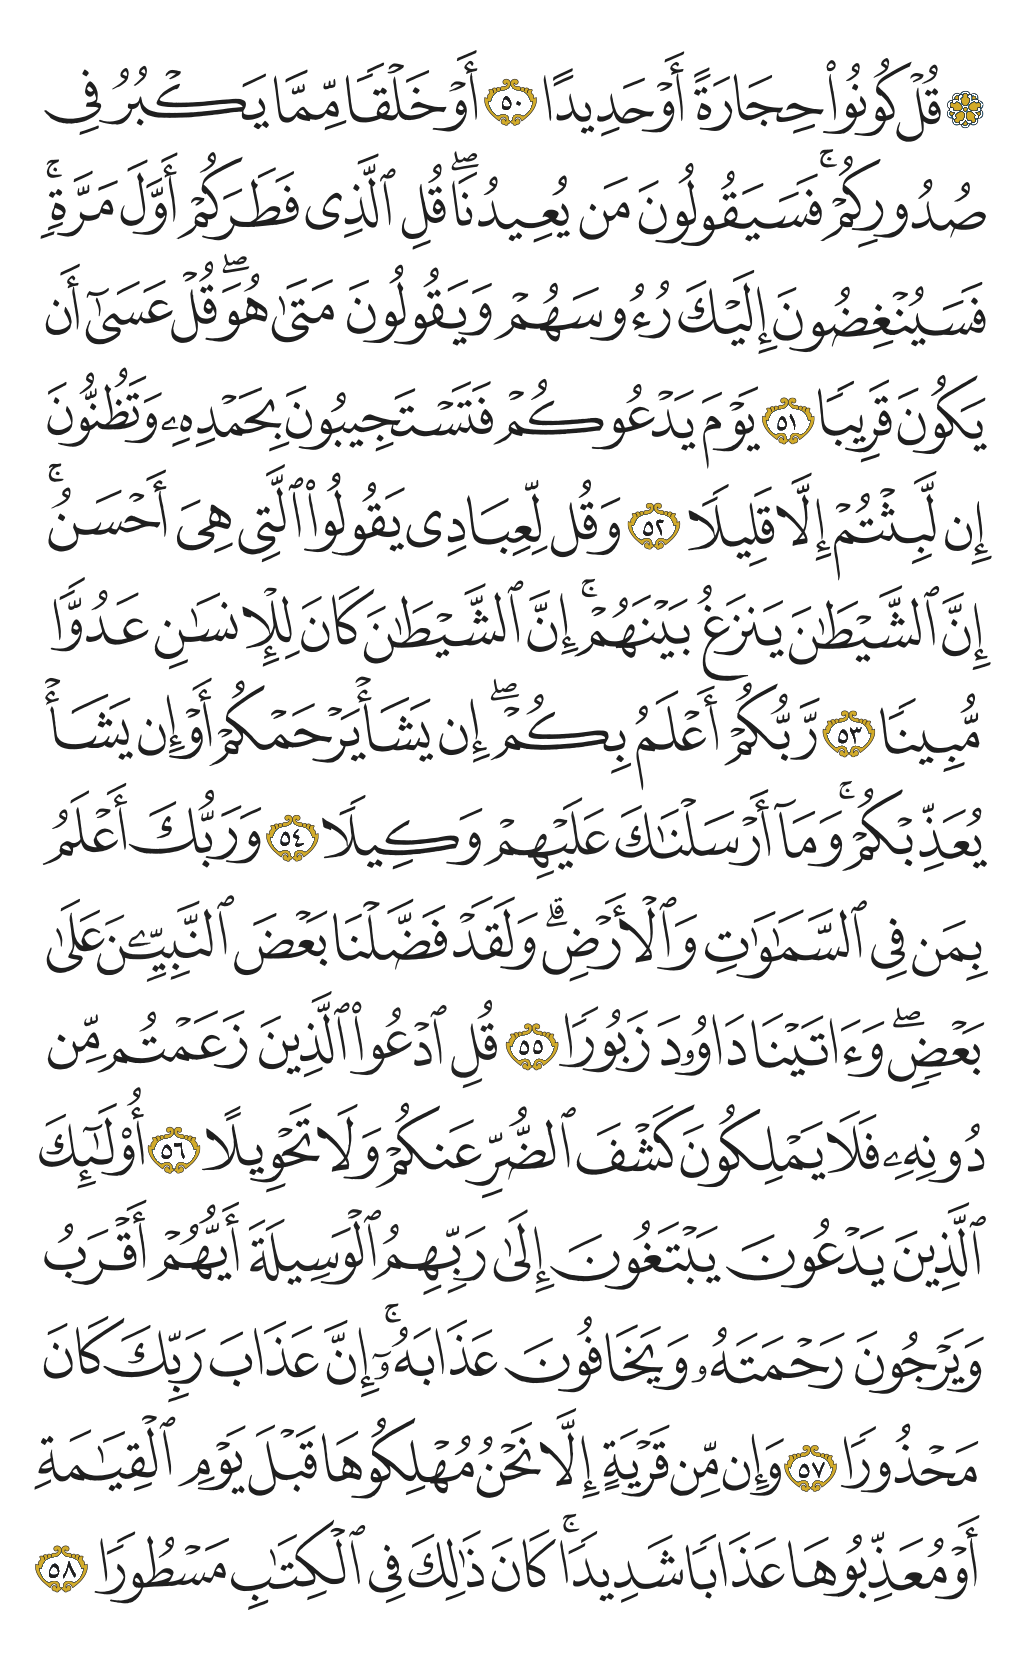 ۞ قُلۡ كُونُواْ حِجَارَةً أَوۡ حَدِيدًا ٥٠ أَوۡ خَلۡقٗا مِّمَّا يَكۡبُرُ فِي
صُدُورِكُمۡۚ فَسَيَقُولُونَ مَن يُعِيدُنَاۖ قُلِ ٱلَّذِي فَطَرَكُمۡ أَوَّلَ مَرَّةٖۚ
فَسَيُنۡغِضُونَ إِلَيۡكَ رُءُوسَهُمۡ وَيَقُولُونَ مَتَىٰ هُوَۖ قُلۡ عَسَىٰٓ أَن
يَكُونَ قَرِيبٗا ٥١ يَوۡمَ يَدۡعُوكُمۡ فَتَسۡتَجِيبُونَ بِحَمۡدِهِۦ وَتَظُنُّونَ
إِن لَّبِثۡتُمۡ إِلَّا قَلِيلٗا ٥٢ وَقُل لِّعِبَادِي يَقُولُواْ ٱلَّتِي هِيَ أَحۡسَنُۚ
إِنَّ ٱلشَّيۡطَٰنَ يَنزَغُ بَيۡنَهُمۡۚ إِنَّ ٱلشَّيۡطَٰنَ كَانَ لِلۡإِنسَٰنِ عَدُوّٗا
مُّبِينٗا ٥٣ رَّبُّكُمۡ أَعۡلَمُ بِكُمۡۖ إِن يَشَأۡ يَرۡحَمۡكُمۡ أَوۡ إِن يَشَأۡ
يُعَذِّبۡكُمۡۚ وَمَآ أَرۡسَلۡنَٰكَ عَلَيۡهِمۡ وَكِيلٗا ٥٤ وَرَبُّكَ أَعۡلَمُ
بِمَن فِي ٱلسَّمَٰوَٰتِ وَٱلۡأَرۡضِۗ وَلَقَدۡ فَضَّلۡنَا بَعۡضَ ٱلنَّبِيِّـۧنَ عَلَىٰ
بَعۡضٖۖ وَءَاتَيۡنَا دَاوُۥدَ زَبُورٗا ٥٥ قُلِ ٱدۡعُواْ ٱلَّذِينَ زَعَمۡتُم مِّن
دُونِهِۦ فَلَا يَمۡلِكُونَ كَشۡفَ ٱلضُّرِّ عَنكُمۡ وَلَا تَحۡوِيلًا ٥٦ أُوْلَٰٓئِكَ
ٱلَّذِينَ يَدۡعُونَ يَبۡتَغُونَ إِلَىٰ رَبِّهِمُ ٱلۡوَسِيلَةَ أَيُّهُمۡ أَقۡرَبُ
وَيَرۡجُونَ رَحۡمَتَهُۥ وَيَخَافُونَ عَذَابَهُۥٓۚ إِنَّ عَذَابَ رَبِّكَ كَانَ
مَحۡذُورٗا ٥٧ وَإِن مِّن قَرۡيَةٍ إِلَّا نَحۡنُ مُهۡلِكُوهَا قَبۡلَ يَوۡمِ ٱلۡقِيَٰمَةِ
أَوۡ مُعَذِّبُوهَا عَذَابٗا شَدِيدٗاۚ كَانَ ذَٰلِكَ فِي ٱلۡكِتَٰبِ مَسۡطُورٗا ٥٨